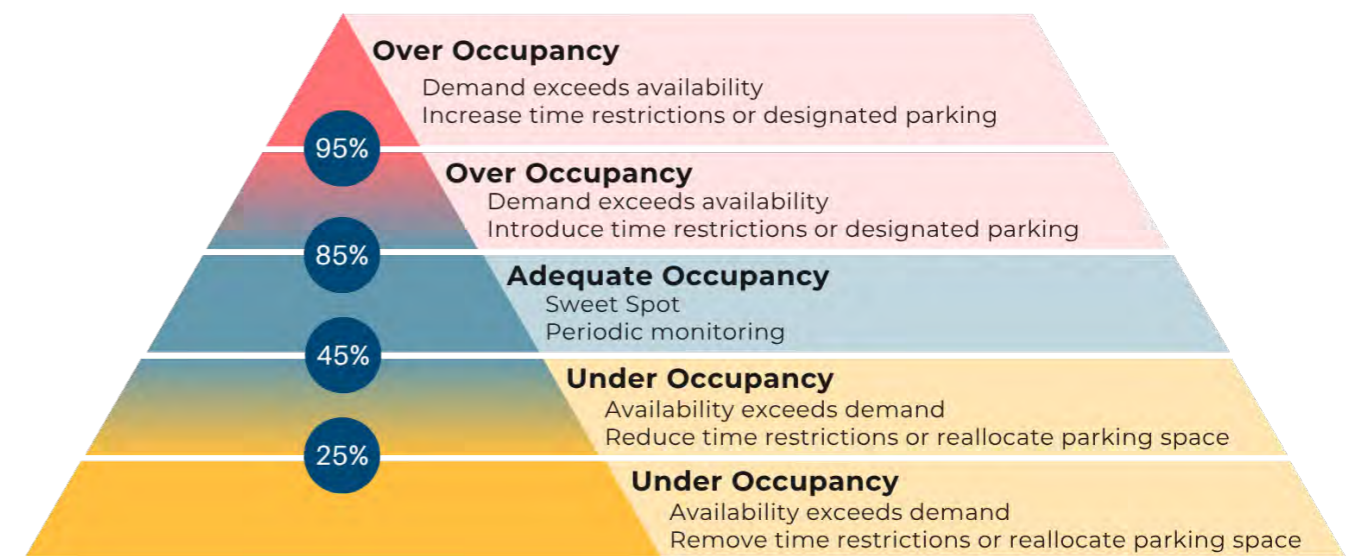 Over Occupancy
Demand exceeds availability
Increase time restrictions or designated parking
95%
Over Occupancy
Demand exceeds availability
Introduce time restrictions or designated parking
85%
Adequate Occupancy
Sweet Spot
Periodic monitoring
45%
Under Occupancy
Availability exceeds demand
Reduce time restrictions or reallocate parking space
25%
Under Occupancy
Availability exceeds demand
Remove time restrictions or reallocate parking space